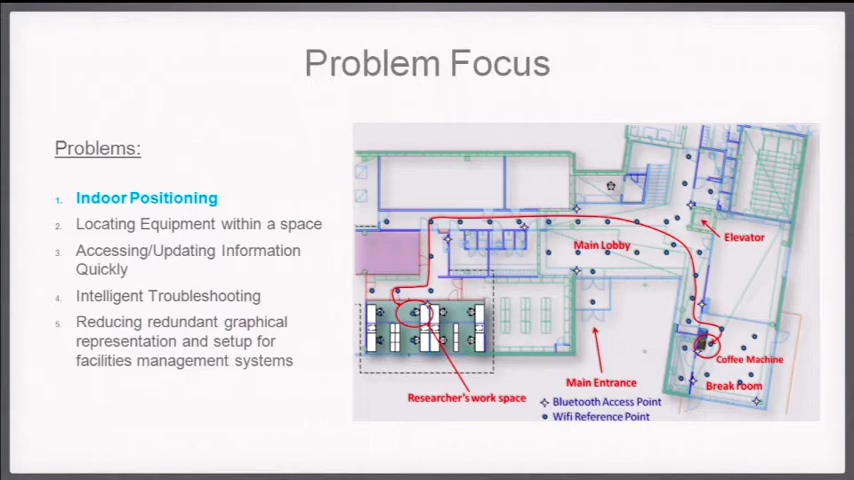 Problem Focus
Problems:
1. Indoor Positioning
2. Locating Equipment within a space
3. Accessing/Updating Information
Quickly
4. Intelligent Troubleshooting
5. Reducing redundant graphical
representation and setup for
facilities management systems
Main Lobby
Elevator
Coffee Machine
Main Entrance
Break room
Researcher's work space
Bluetooth Access Point
Wifi Reference Point